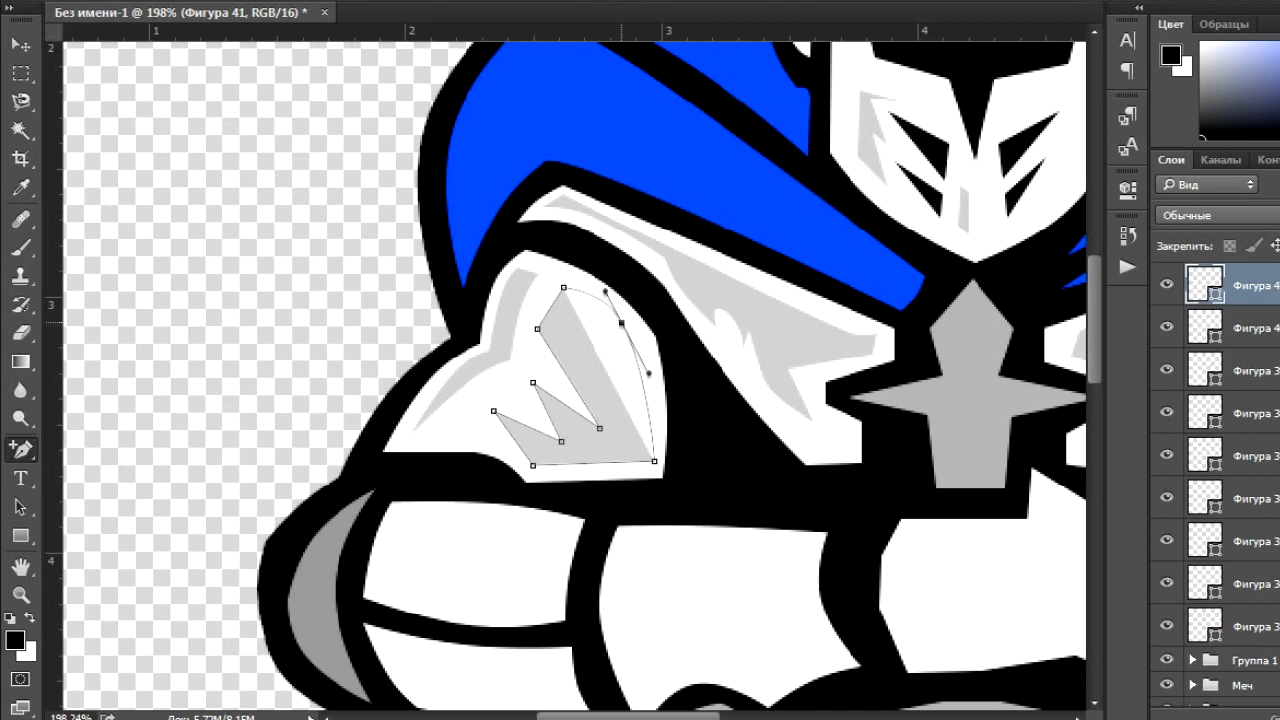 Без имени-1 @ 198% (Фигура 41, RGB/16) *
1
2
3
4
2
3
4
Цвет
Образцы
Слои
Каналы
Вид
Обычные
Закрепить:
Фигура 4
Фигура 4
Фигура 3
Фигура 3
Фигура 3
Фигура 3
Фигура 3
Фигура 3
Фигура 3
Группа 1
Меч